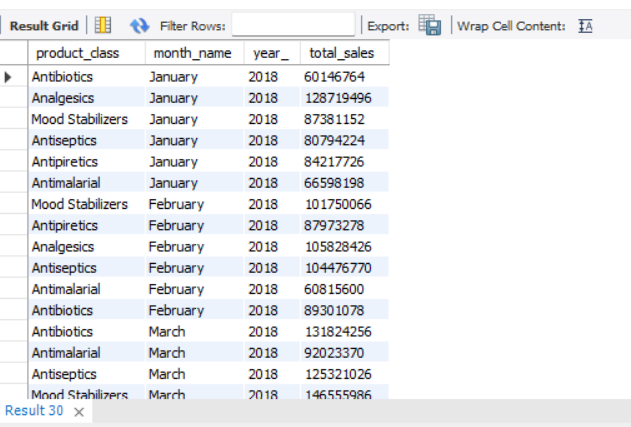 Result Grid Filter Rows: Export: Wrap Cell Content: IA
product_class month_name year_ total_sales
Antibiotics January 2018 60146764
Analgesics January 2018 128719496
Mood Stabilizers January 2018 87381152
Antiseptics January 2018 80794224
Antipiretics January 2018 84217726
Antimalarial January 2018 66598198
Mood Stabilizers February 2018 101750066
Antipiretics February 2018 87973278
Analgesics February 2018 105828426
Antiseptics February 2018 104476770
Antimalarial February 2018 60815600
Antibiotics February 2018 89301078
Antibiotics March 2018 131824256
Antimalarial March 2018 92023370
Antiseptics March 2018 125321026
Mood Stabilizers March 2018 146555986
Result 30